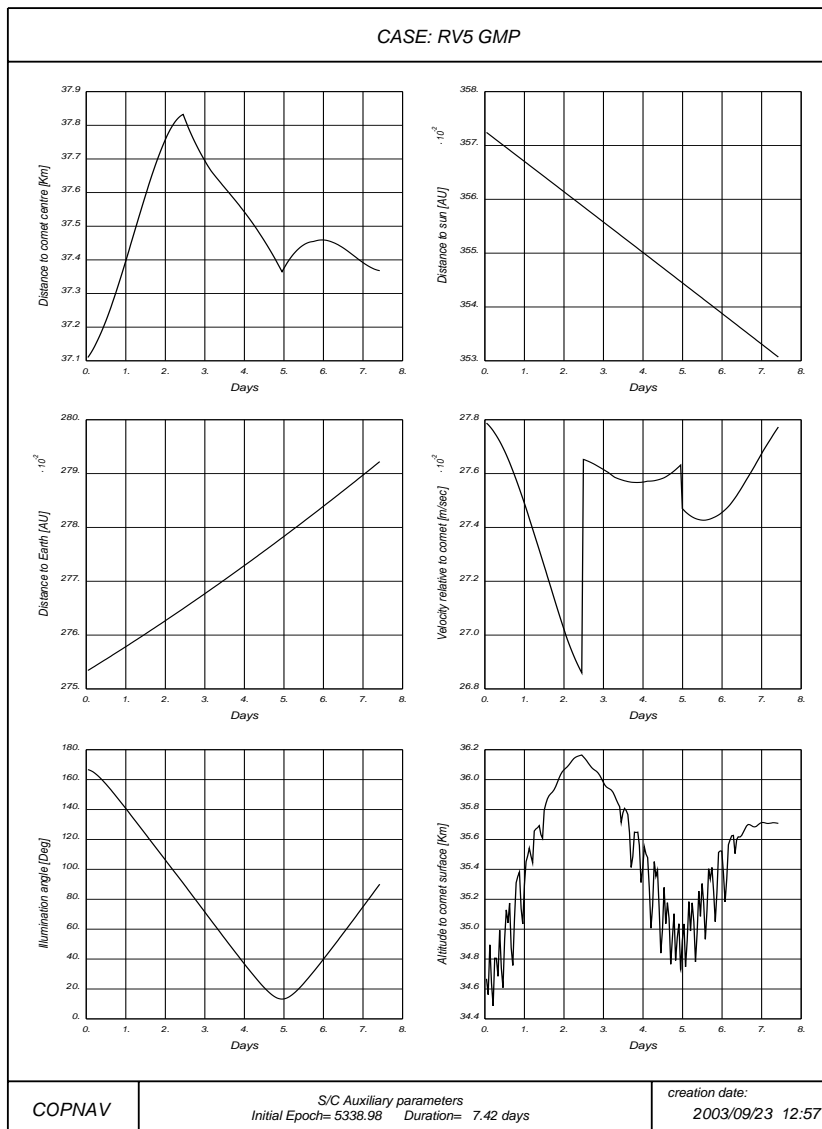 CASE: RV5 GMP
37.9
37.8
37.7
37.6
37.5
37.4
37.3
37.2
37.1
Distance to comet centre [Km]
0. 1. 2. 3. 4. 5. 6. 7. 8.
Days
358.
357.
356.
355.
354.
353.
·10⁻²
Distance to sun [AU]
0. 1. 2. 3. 4. 5. 6. 7. 8.
Days
280.
279.
278.
277.
276.
275.
·10⁻²
Distance to Earth [AU]
0. 1. 2. 3. 4. 5. 6. 7. 8.
Days
27.8
27.6
27.4
27.2
27.0
26.8
·10⁻²
Velocity relative to comet [m/sec]
0. 1. 2. 3. 4. 5. 6. 7. 8.
Days
180.
160.
140.
120.
100.
80.
60.
40.
20.
0.
Illumination angle [Deg]
0. 1. 2. 3. 4. 5. 6. 7. 8.
Days
36.2
36.0
35.8
35.6
35.4
35.2
35.0
34.8
34.6
34.4
Altitude to comet surface [Km]
0. 1. 2. 3. 4. 5. 6. 7. 8.
Days
COPNAV
S/C Auxiliary parameters
Initial Epoch= 5338.98 Duration= 7.42 days
creation date:
2003/09/23 12:57